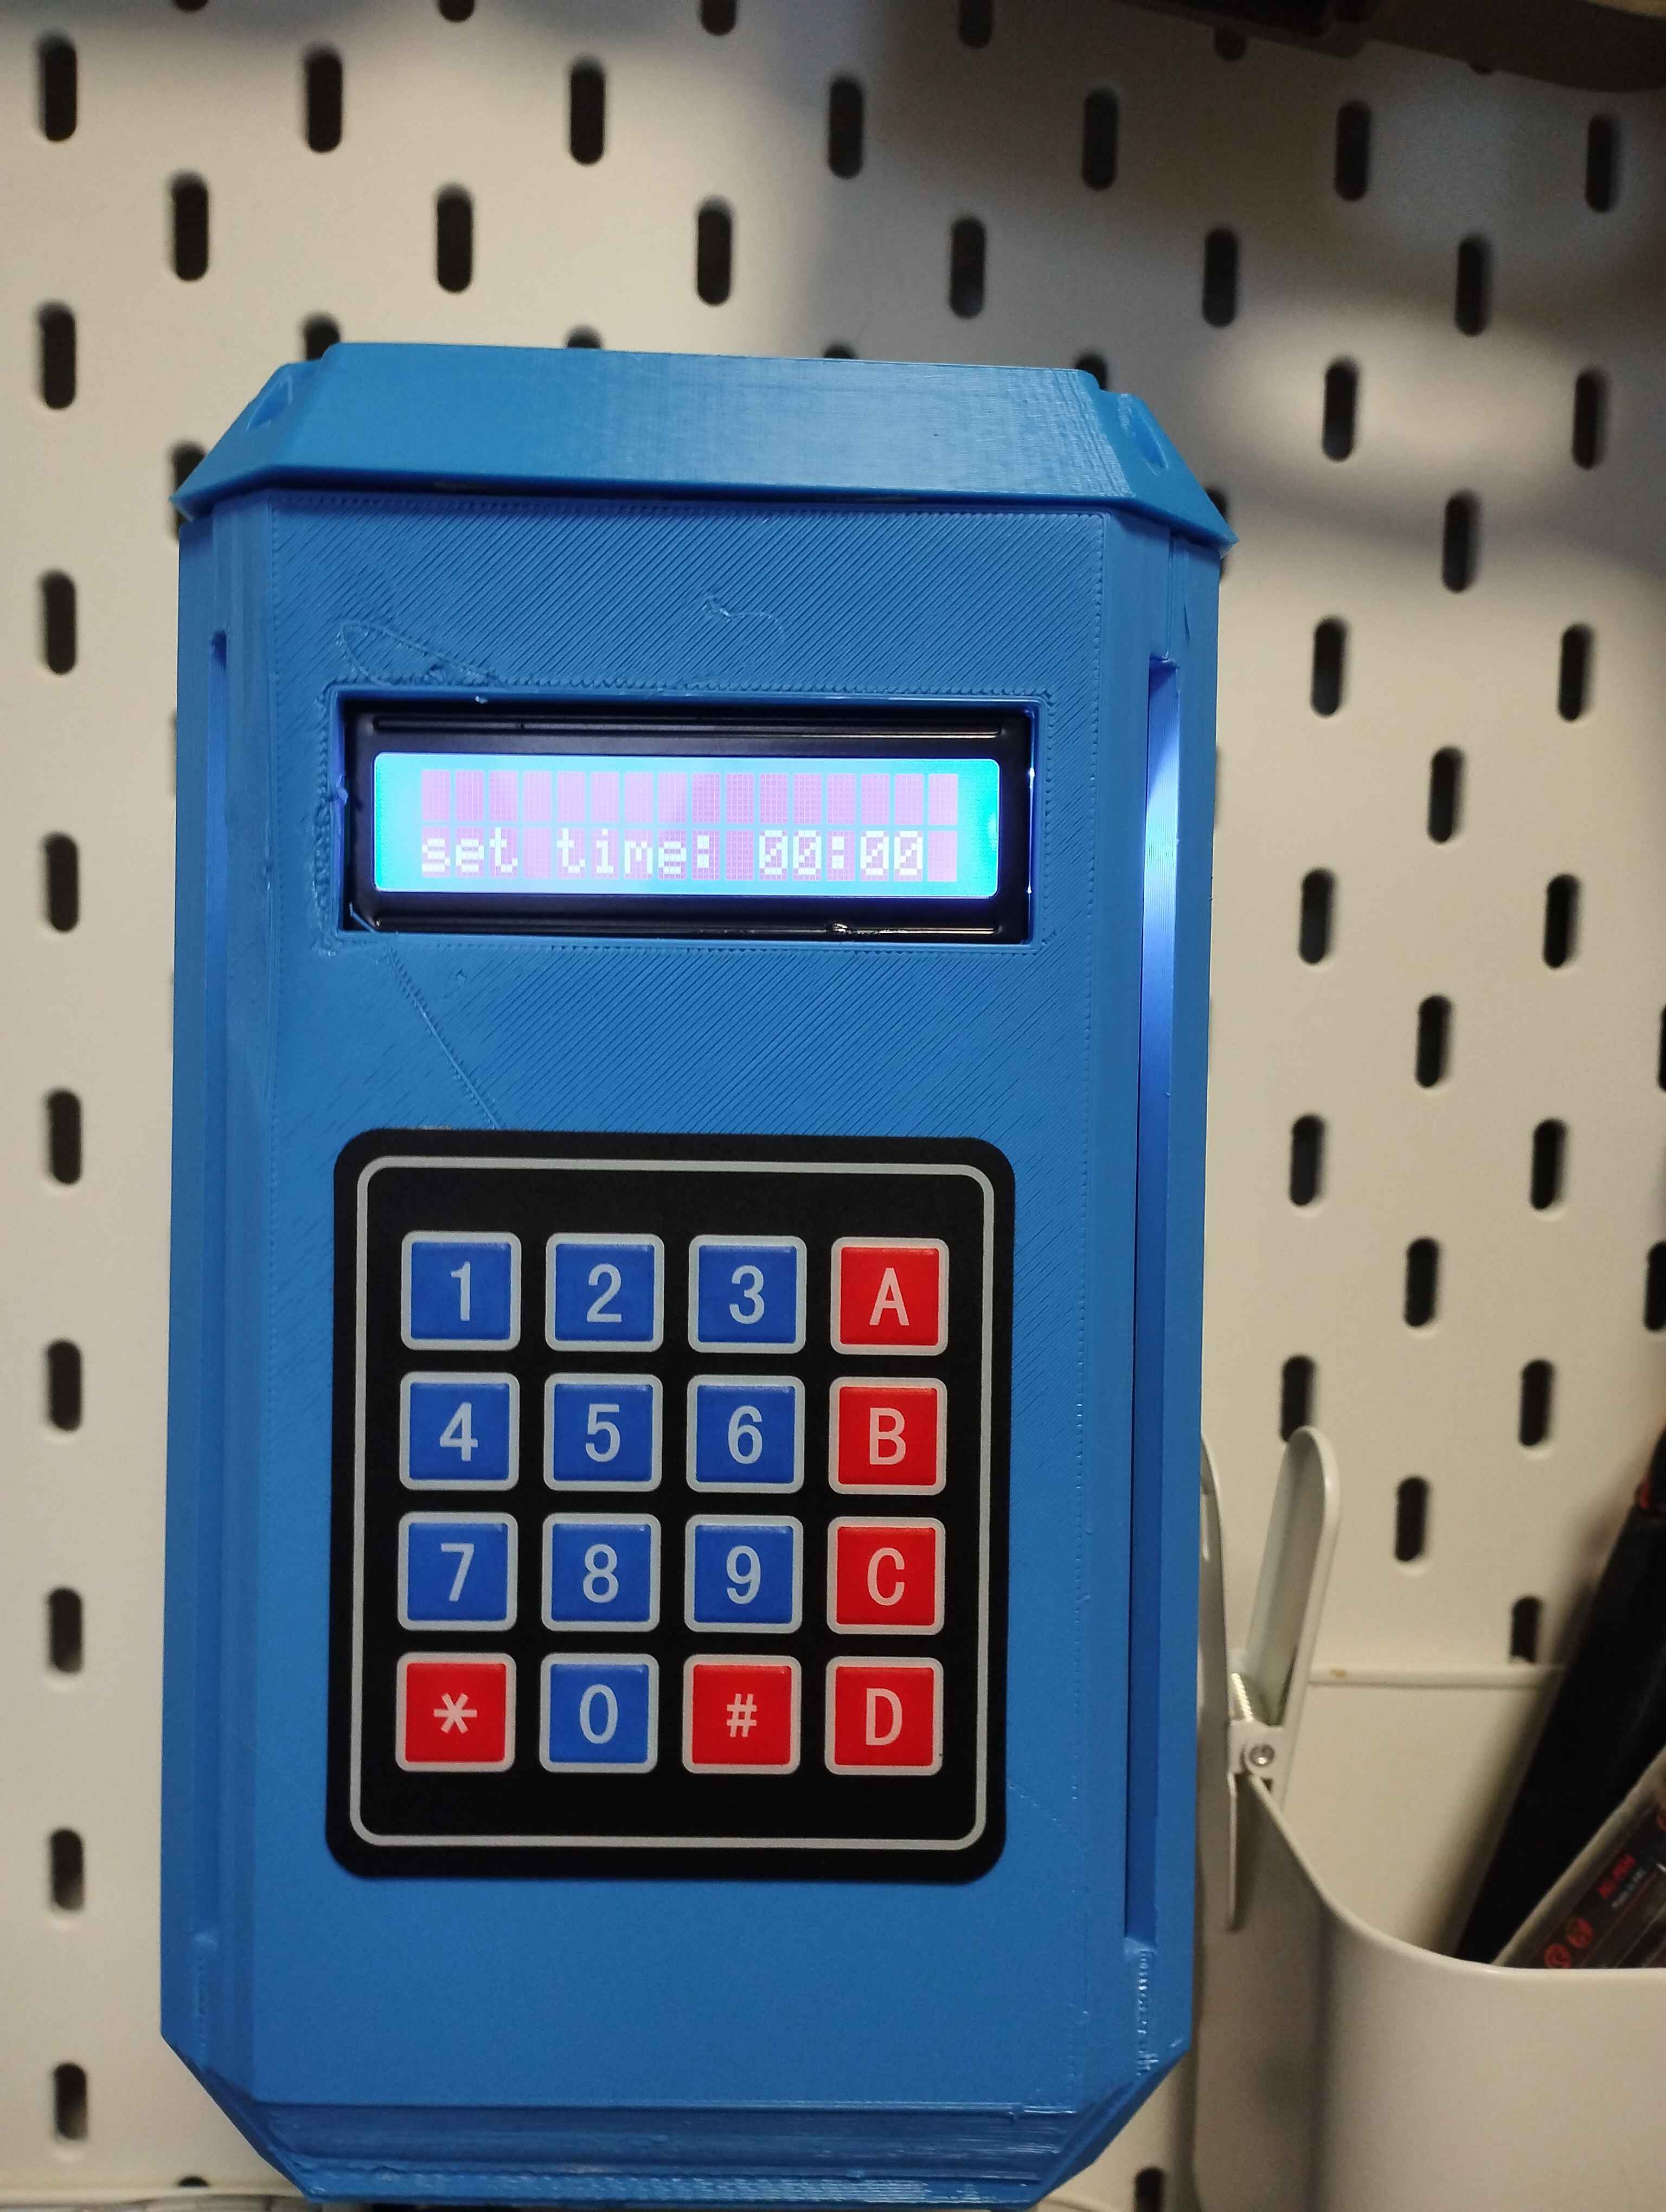 set time: 00:00
1 2 3 A
4 5 6 B
7 8 9 C
* 0 # D